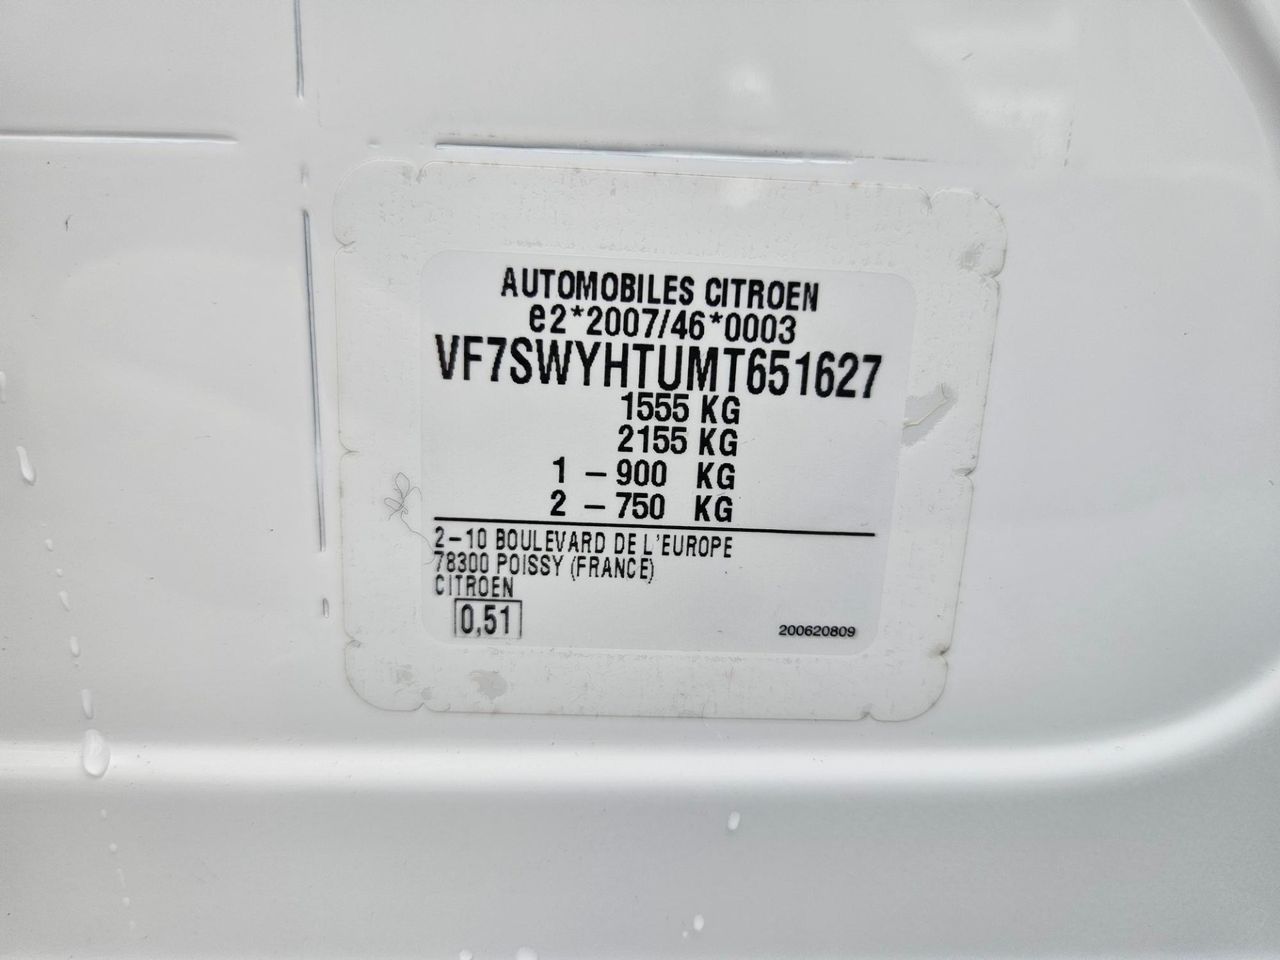 AUTOMOBILES CITROEN
e2*2007/46*0003
VF7SWYHTUMT651627
1555 KG
2155 KG
1 – 900 KG
2 – 750 KG
2–10 BOULEVARD DE L'EUROPE
78300 POISSY (FRANCE)
CITROEN
0,51
200620809